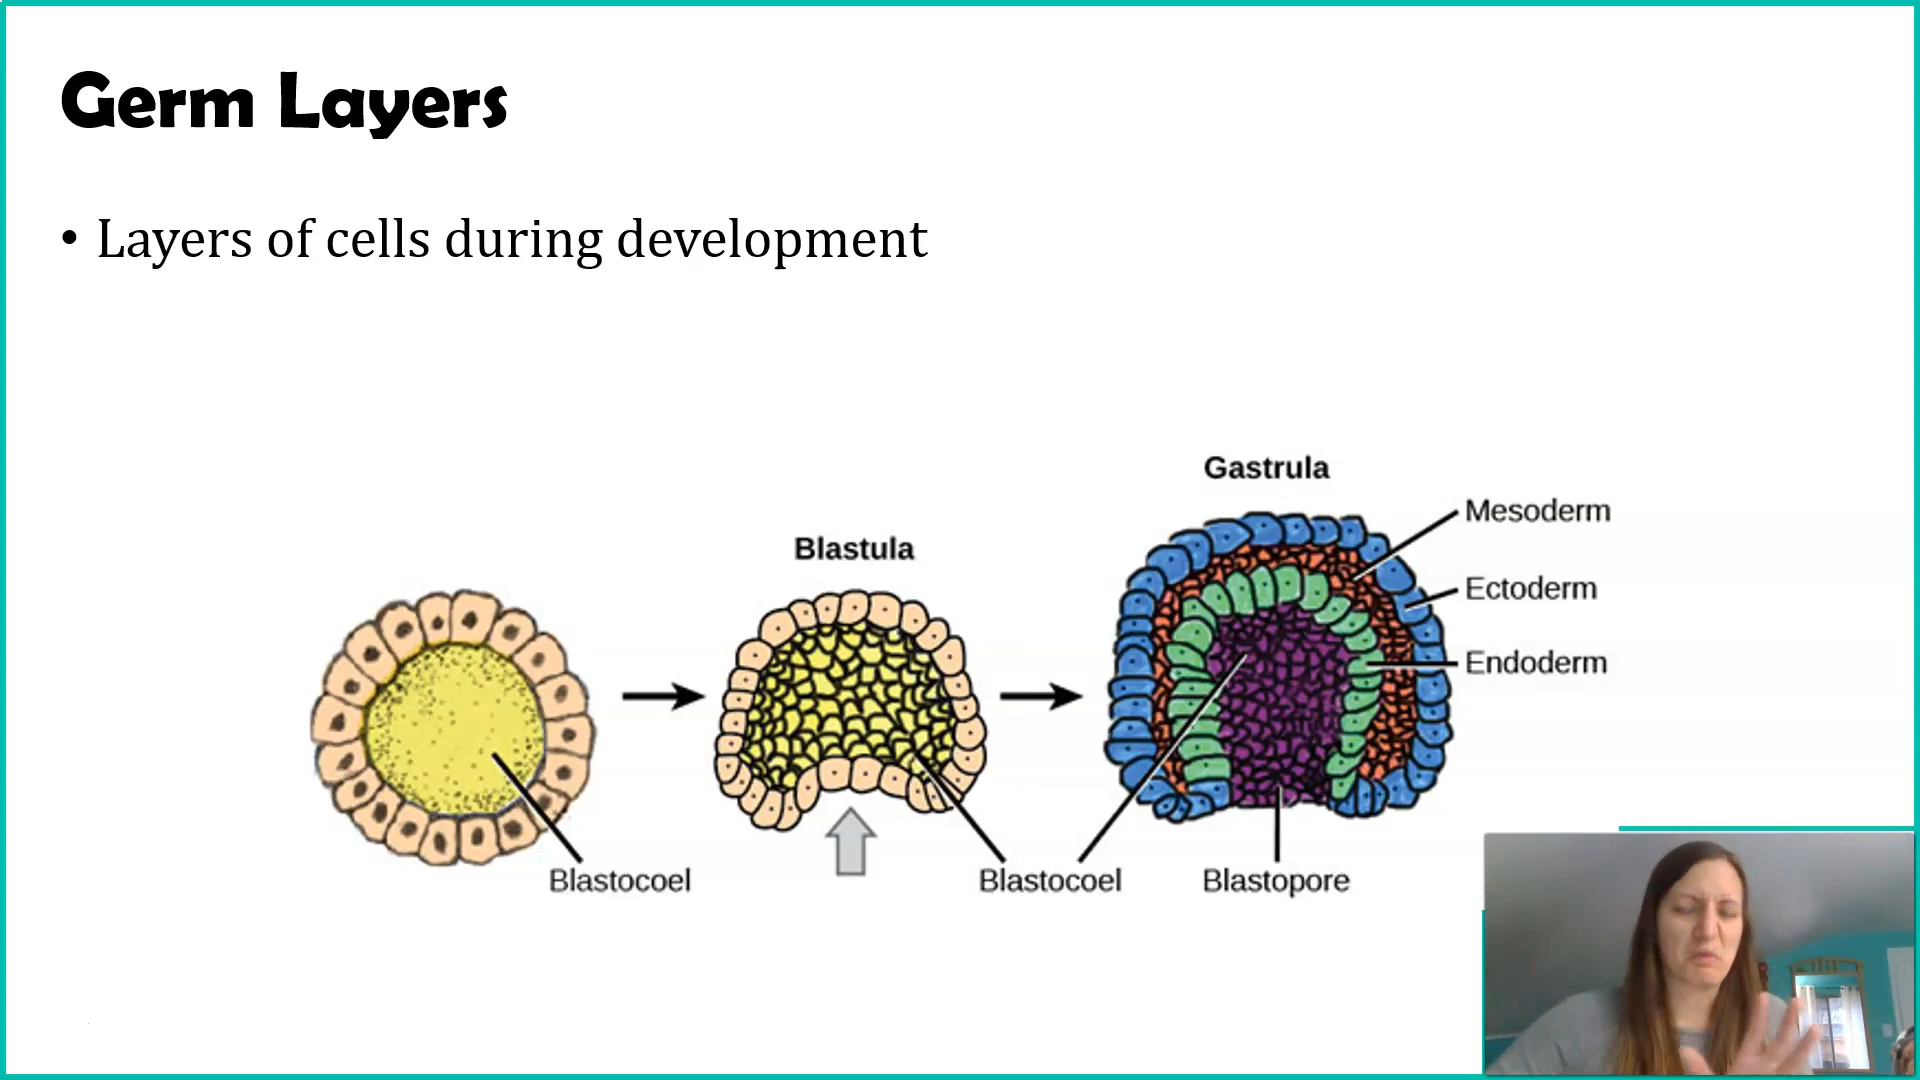 Germ Layers
• Layers of cells during development
Gastrula
Mesoderm
Blastula
Ectoderm
Endoderm
Blastocoel
Blastocoel
Blastopore